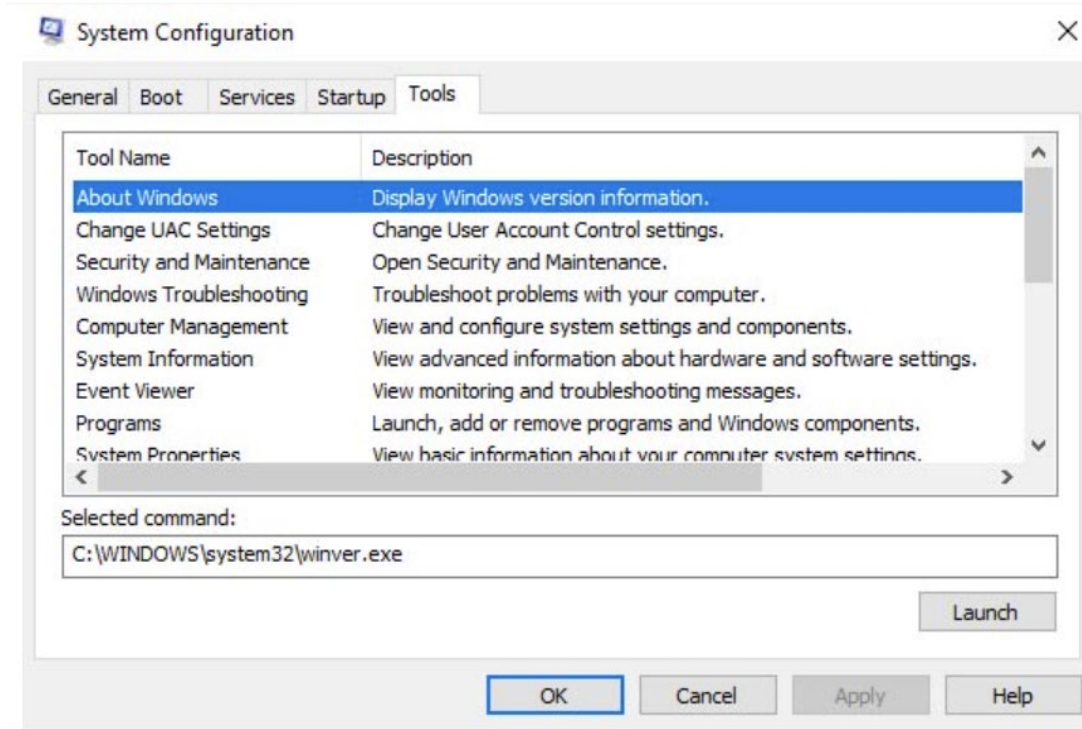 System Configuration
General Boot Services Startup Tools
Tool Name Description
About Windows Display Windows version information.
Change UAC Settings Change User Account Control settings.
Security and Maintenance Open Security and Maintenance.
Windows Troubleshooting Troubleshoot problems with your computer.
Computer Management View and configure system settings and components.
System Information View advanced information about hardware and software settings.
Event Viewer View monitoring and troubleshooting messages.
Programs Launch, add or remove programs and Windows components.
System Properties View basic information about your computer system settings.
Selected command:
C:\WINDOWS\system32\winver.exe
Launch
OK Cancel Apply Help